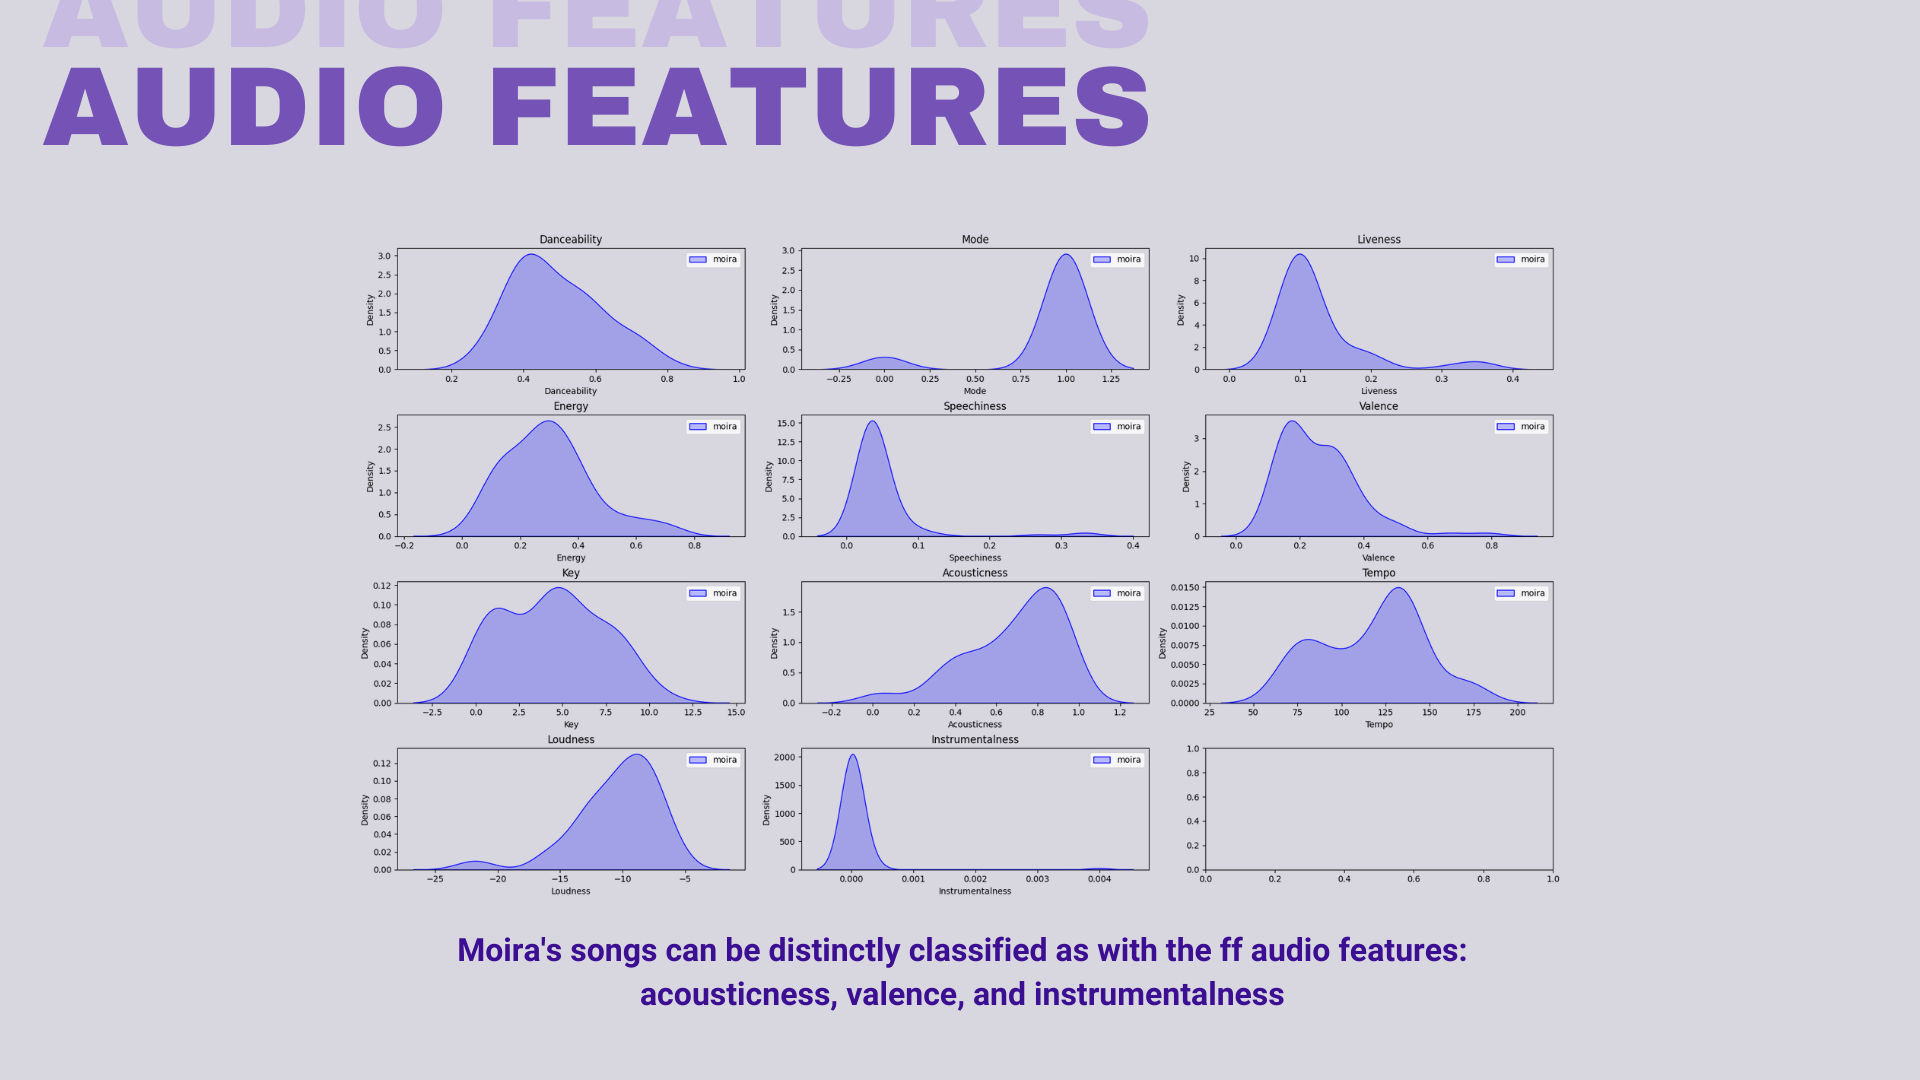 AUDIO FEATURES
AUDIO FEATURES
Danceability
moira
3.0
2.5
2.0
1.5
1.0
0.5
0.0
Density
0.2 0.4 0.6 0.8 1.0
Danceability
Mode
moira
3.0
2.5
2.0
1.5
1.0
0.5
0.0
Density
−0.25 0.00 0.25 0.50 0.75 1.00 1.25
Mode
Liveness
moira
10
8
6
4
2
0
Density
0.0 0.1 0.2 0.3 0.4
Liveness
Energy
moira
2.5
2.0
1.5
1.0
0.5
0.0
Density
−0.2 0.0 0.2 0.4 0.6 0.8
Energy
Speechiness
moira
15.0
12.5
10.0
7.5
5.0
2.5
0.0
Density
0.0 0.1 0.2 0.3 0.4
Speechiness
Valence
moira
3
2
1
0
Density
0.0 0.2 0.4 0.6 0.8
Valence
Key
moira
0.12
0.10
0.08
0.06
0.04
0.02
0.00
Density
−2.5 0.0 2.5 5.0 7.5 10.0 12.5 15.0
Key
Acousticness
moira
1.5
1.0
0.5
0.0
Density
−0.2 0.0 0.2 0.4 0.6 0.8 1.0 1.2
Acousticness
Tempo
moira
0.0150
0.0125
0.0100
0.0075
0.0050
0.0025
0.0000
Density
25 50 75 100 125 150 175 200
Tempo
Loudness
moira
0.12
0.10
0.08
0.06
0.04
0.02
0.00
Density
−25 −20 −15 −10 −5
Loudness
Instrumentalness
moira
2000
1500
1000
500
0
Density
0.000 0.001 0.002 0.003 0.004
Instrumentalness
1.0
0.8
0.6
0.4
0.2
0.0
0.0 0.2 0.4 0.6 0.8 1.0
Moira's songs can be distinctly classified as with the ff audio features:
acousticness, valence, and instrumentalness